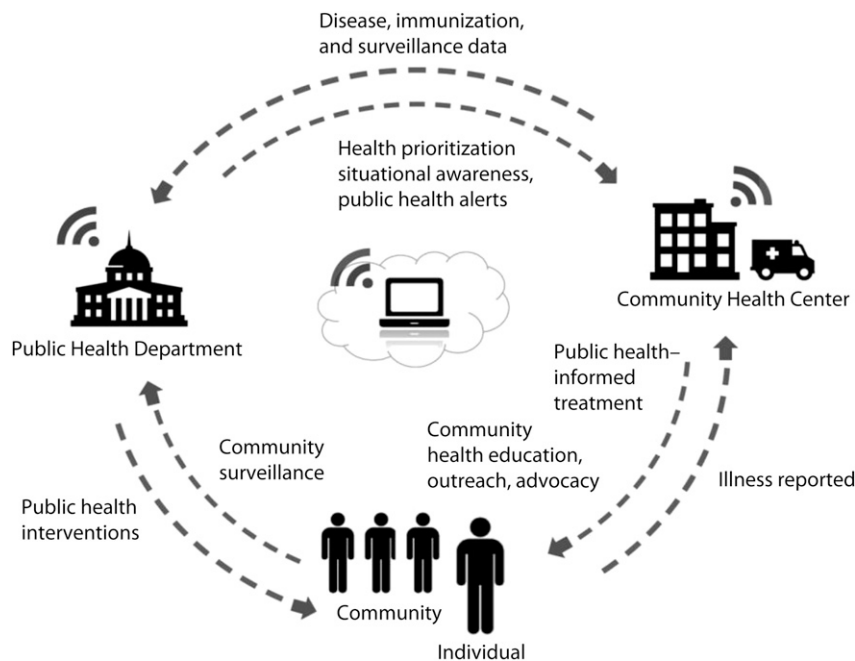 Disease, immunization,
and surveillance data
Health prioritization
situational awareness,
public health alerts
Public Health Department
Community Health Center
Public health–
informed
treatment
Community
surveillance
Community
health education,
outreach, advocacy
Illness reported
Public health
interventions
Community
Individual